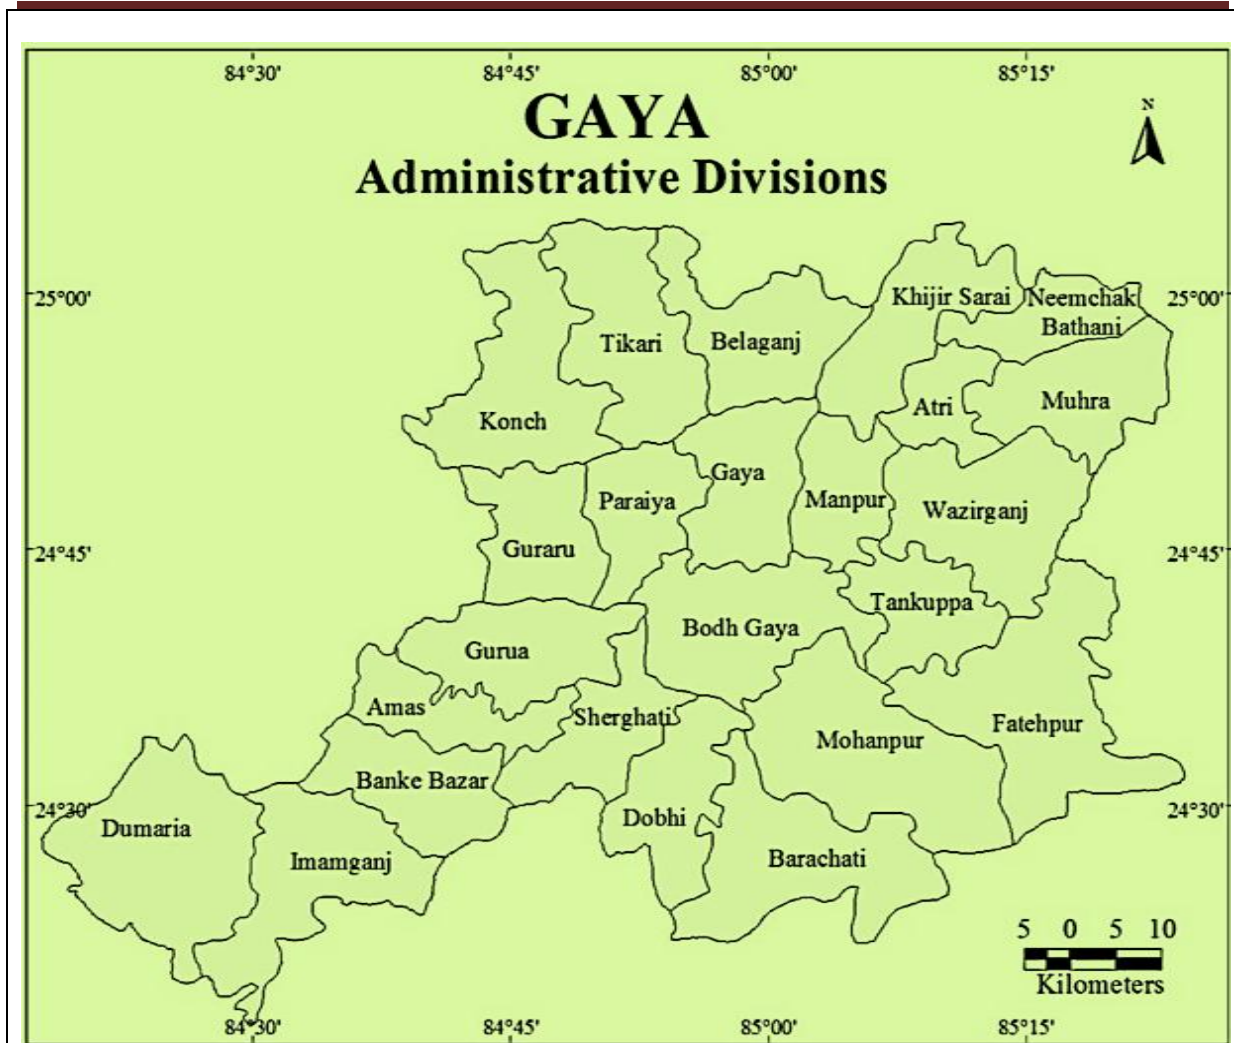 84°30' 84°45' 85°00' 85°15'
N
GAYA
Administrative Divisions
25°00' 25°00'
Khijir Sarai
Neemchak
Bathani
Tikari
Belaganj
Atri
Muhra
Konch
Gaya
Paraiya
Manpur
Wazirganj
24°45' 24°45'
Guraru
Tankuppa
Bodh Gaya
Gurua
Amas
Sherghati
Fatehpur
Mohanpur
Banke Bazar
24°30' 24°30'
Dumaria
Dobhi
Imamganj
Barachati
5 0 5 10
Kilometers
84°30' 84°45' 85°00' 85°15'